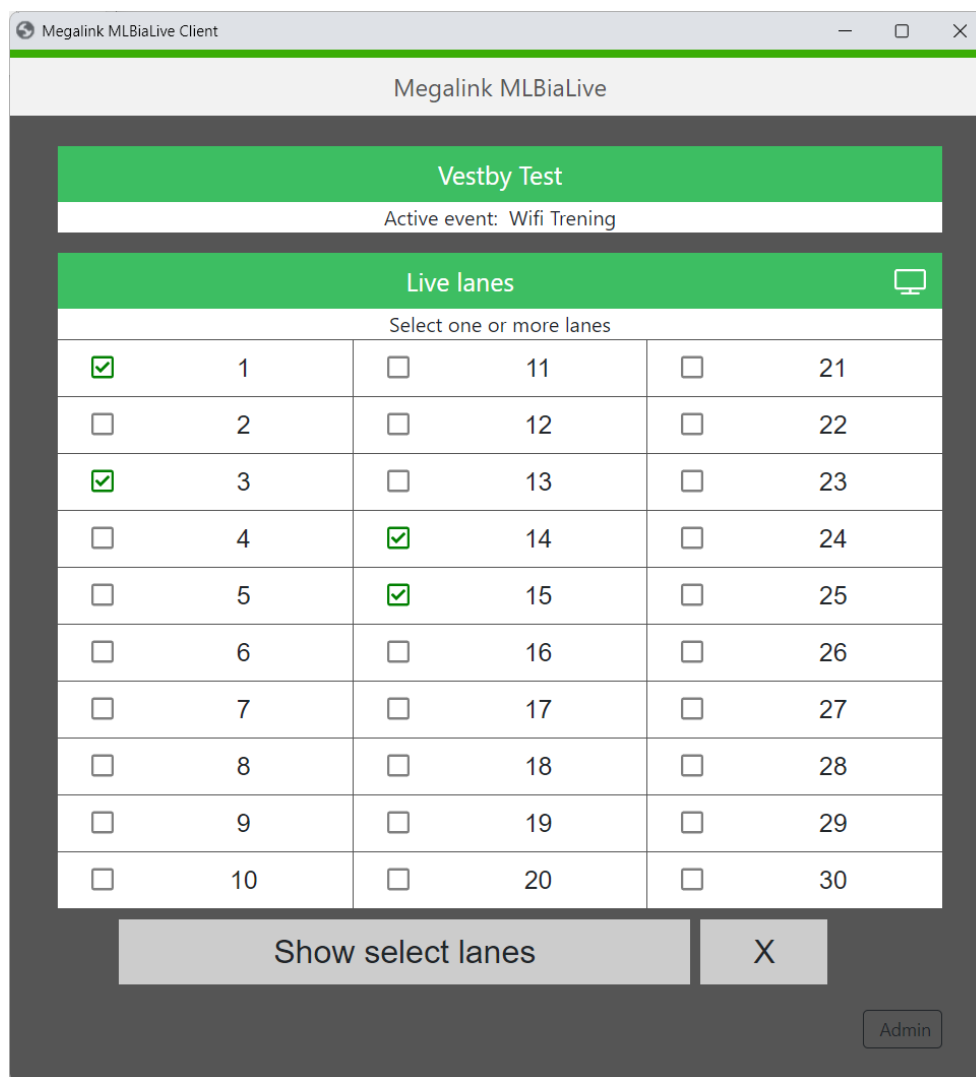 Megalink MLBiaLive Client
Megalink MLBiaLive
Vestby Test
Active event: Wifi Trening
Live lanes
Select one or more lanes
1 11 21
2 12 22
3 13 23
4 14 24
5 15 25
6 16 26
7 17 27
8 18 28
9 19 29
10 20 30
Show select lanes X
Admin